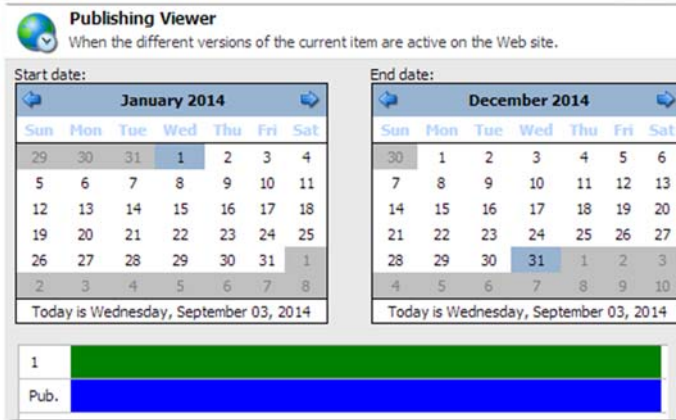 Publishing Viewer
When the different versions of the current item are active on the Web site.
Start date:
January 2014
Sun Mon Tue Wed Thu Fri Sat
29 30 31 1 2 3 4
5 6 7 8 9 10 11
12 13 14 15 16 17 18
19 20 21 22 23 24 25
26 27 28 29 30 31 1
2 3 4 5 6 7 8
Today is Wednesday, September 03, 2014
End date:
December 2014
Sun Mon Tue Wed Thu Fri Sat
30 1 2 3 4 5 6
7 8 9 10 11 12 13
14 15 16 17 18 19 20
21 22 23 24 25 26 27
28 29 30 31 1 2 3
4 5 6 7 8 9 10
Today is Wednesday, September 03, 2014
1
Pub.